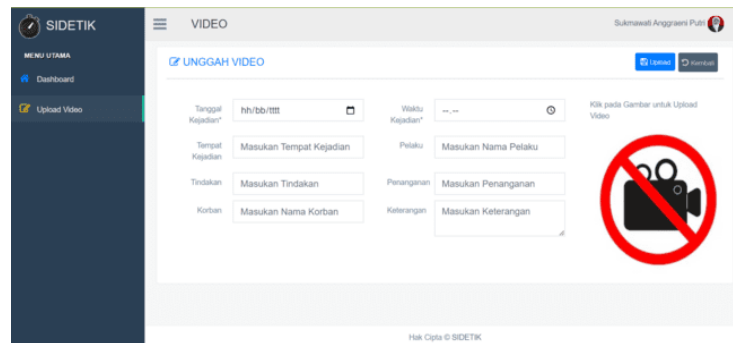 SIDETIK
VIDEO
Sukmawati Anggraeni Putri
MENU UTAMA
Dashboard
Upload Video
UNGGAH VIDEO
Upload
Kembali
Tanggal
Kejadian*
hh/bb/tttt
Waktu
Kejadian*
--.--
Klik pada Gambar untuk Upload
Video
Tempat
Kejadian
Masukan Tempat Kejadian
Pelaku
Masukan Nama Pelaku
Tindakan
Masukan Tindakan
Penanganan
Masukan Penanganan
Korban
Masukan Nama Korban
Keterangan
Masukan Keterangan
Hak Cipta © SIDETIK